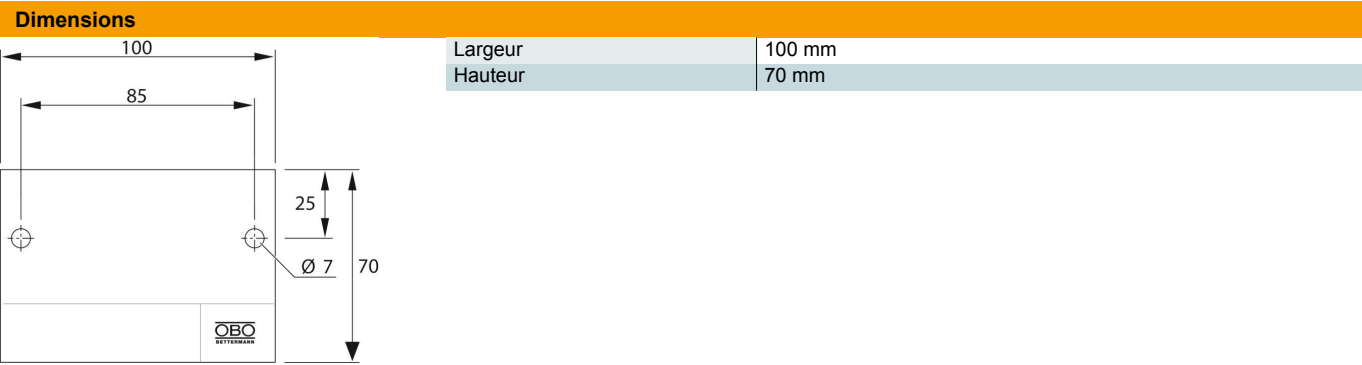 Dimensions
100
85
25
Ø 7
70
OBO
BETTERMANN
Largeur 100 mm
Hauteur 70 mm